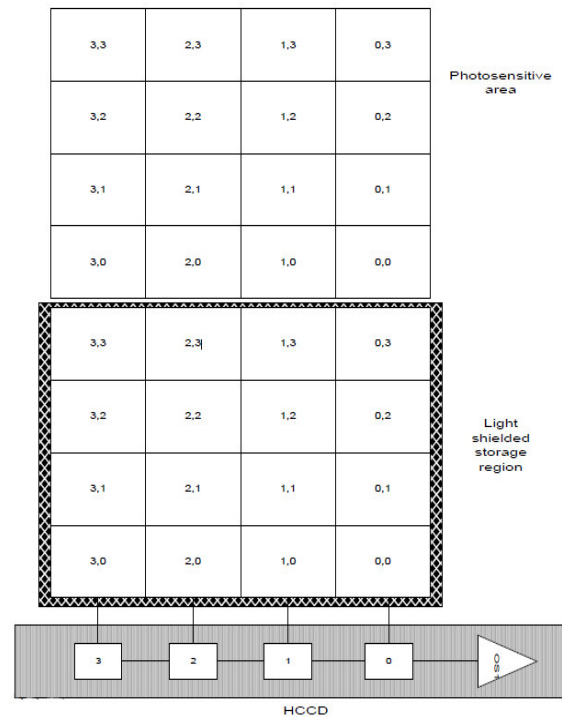 3,3 2,3 1,3 0,3
Photosensitive
area
3,2 2,2 1,2 0,2
3,1 2,1 1,1 0,1
3,0 2,0 1,0 0,0
3,3 2,3 1,3 0,3
3,2 2,2 1,2 0,2
Light
shielded
storage
region
3,1 2,1 1,1 0,1
3,0 2,0 1,0 0,0
3 2 1 0
HCCD